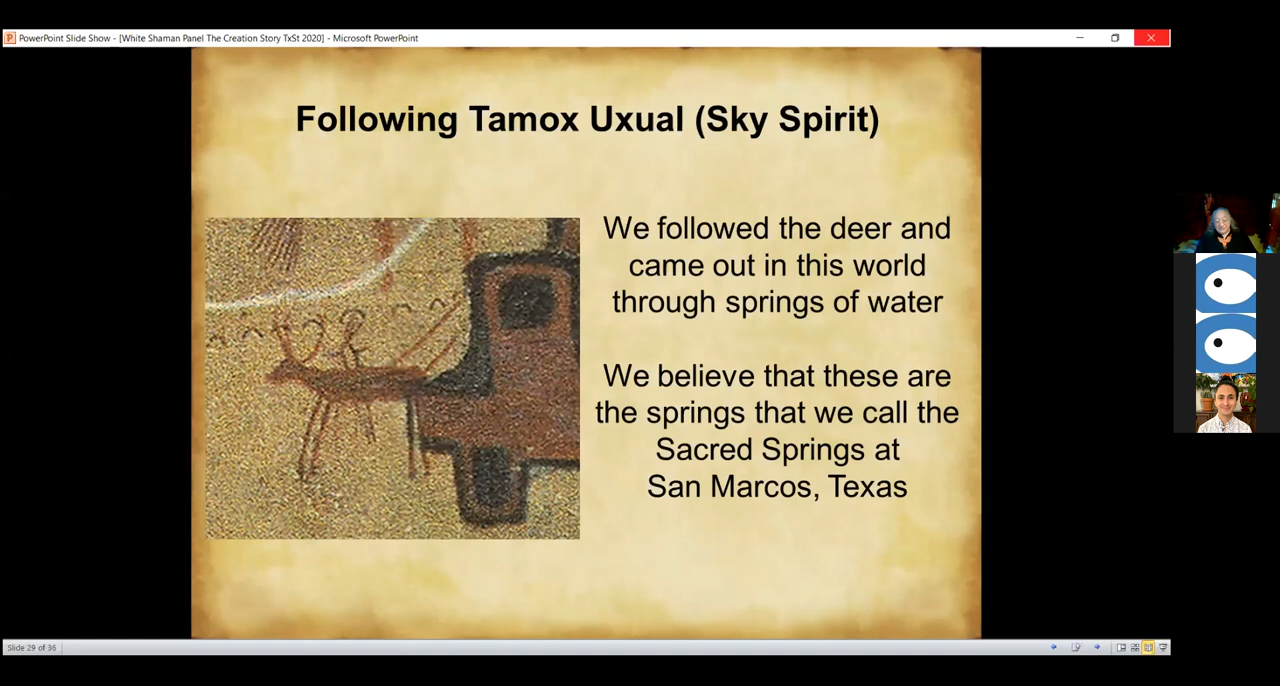 PowerPoint Slide Show - [White Shaman Panel The Creation Story TxSt 2020] - Microsoft PowerPoint
Following Tamox Uxual (Sky Spirit)
We followed the deer and
came out in this world
through springs of water
We believe that these are
the springs that we call the
Sacred Springs at
San Marcos, Texas
Slide 29 of 36